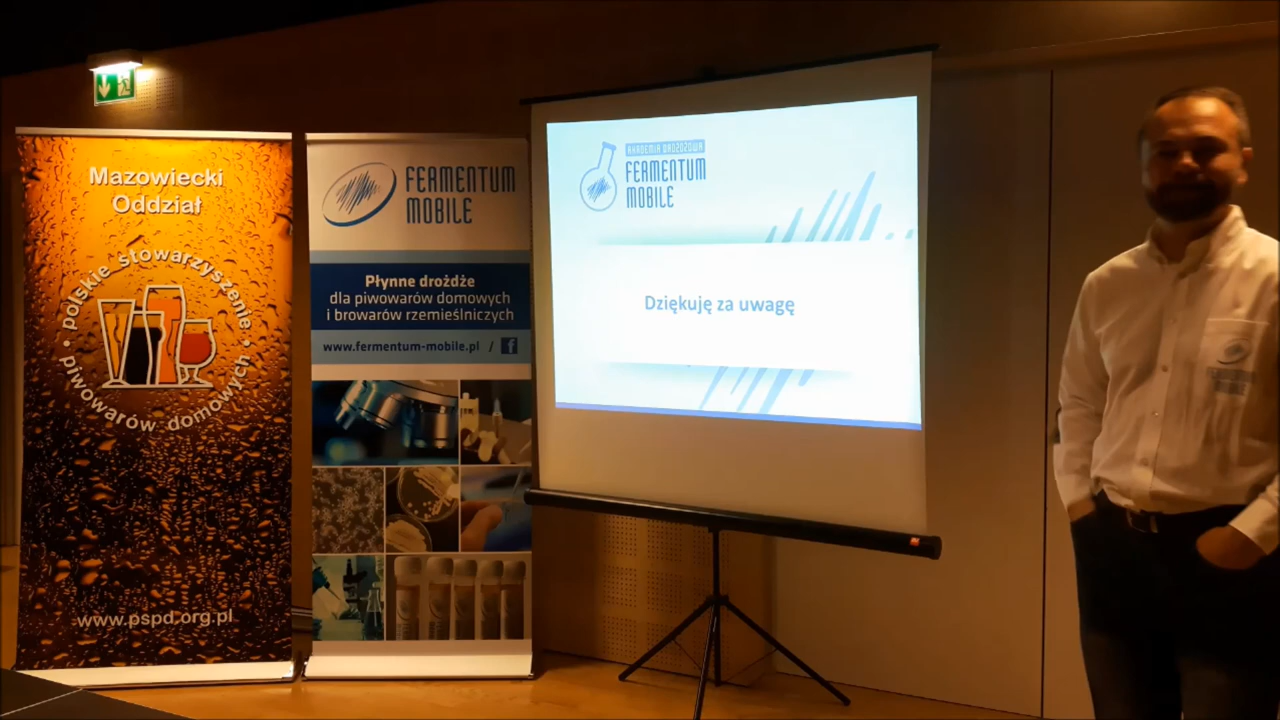 Mazowiecki
Oddział
polskie stowarzyszenie
piwowarów domowych
www.pspd.org.pl
FERMENTUM
MOBILE
Płynne drożdże
dla piwowarów domowych
i browarów rzemieślniczych
www.fermentum-mobile.pl / f
AKADEMIA DROŻDŻOWA
FERMENTUM
MOBILE
Dziękuję za uwagę